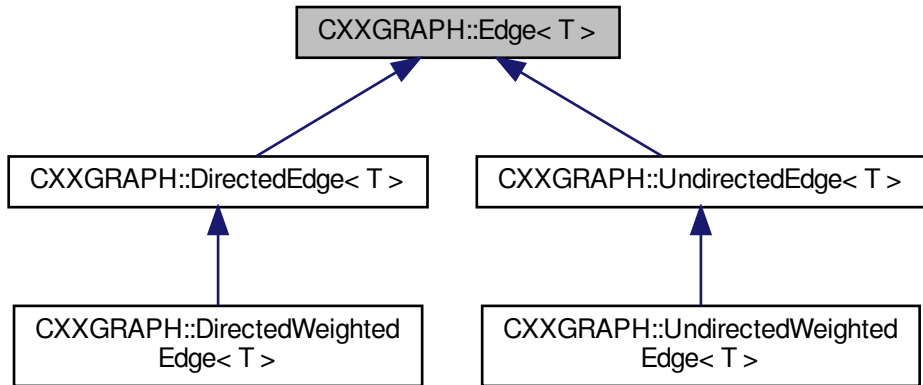 CXXGRAPH::Edge< T >
CXXGRAPH::DirectedEdge< T >
CXXGRAPH::UndirectedEdge< T >
CXXGRAPH::DirectedWeighted
Edge< T >
CXXGRAPH::UndirectedWeighted
Edge< T >